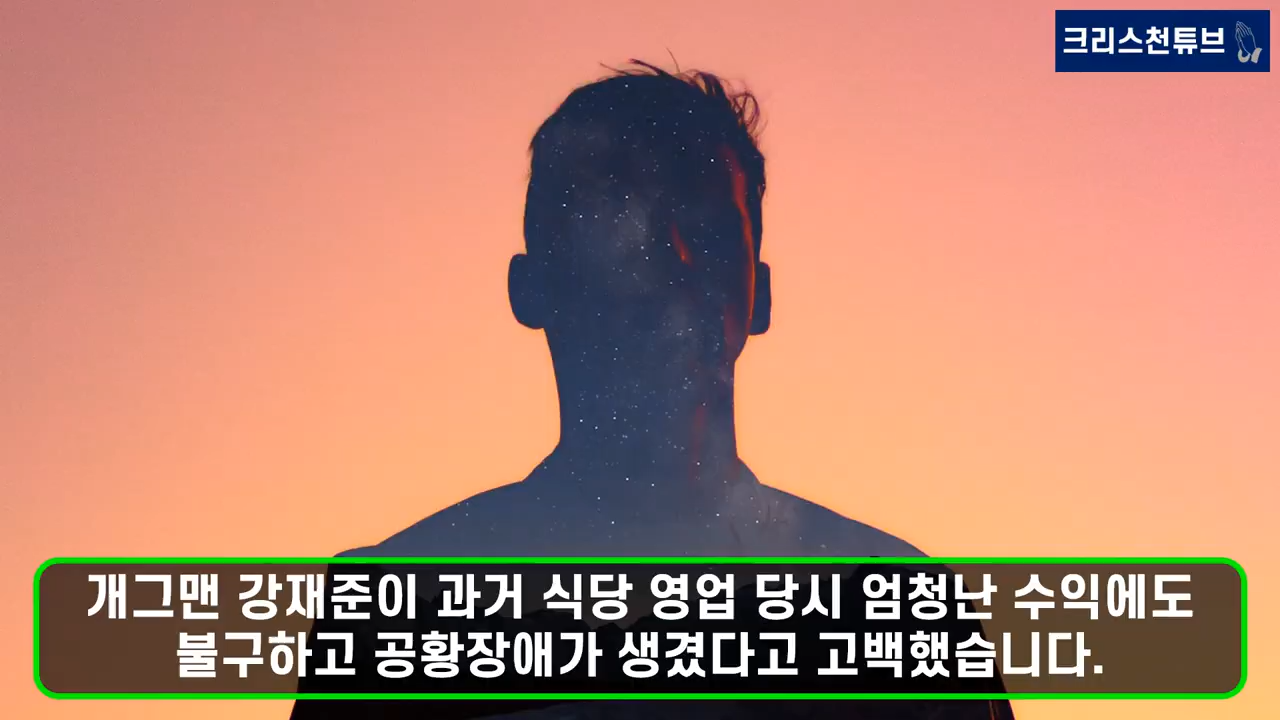 크리스천튜브
개그맨 강재준이 과거 식당 영업 당시 엄청난 수익에도
불구하고 공황장애가 생겼다고 고백했습니다.